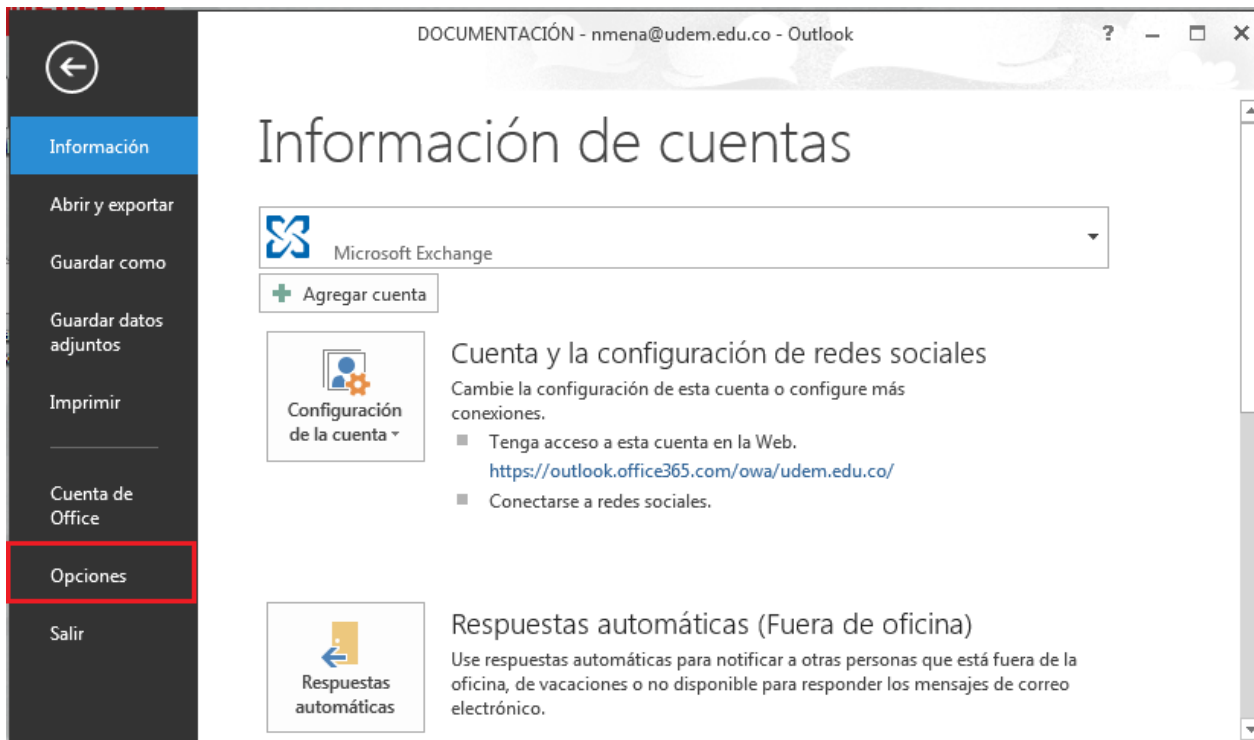 DOCUMENTACIÓN - nmena@udem.edu.co - Outlook
?
Información
Abrir y exportar
Guardar como
Guardar datos
adjuntos
Imprimir
Cuenta de
Office
Opciones
Salir
Información de cuentas
Microsoft Exchange
Agregar cuenta
Configuración
de la cuenta
Cuenta y la configuración de redes sociales
Cambie la configuración de esta cuenta o configure más
conexiones.
Tenga acceso a esta cuenta en la Web.
https://outlook.office365.com/owa/udem.edu.co/
Conectarse a redes sociales.
Respuestas
automáticas
Respuestas automáticas (Fuera de oficina)
Use respuestas automáticas para notificar a otras personas que está fuera de la
oficina, de vacaciones o no disponible para responder los mensajes de correo
electrónico.